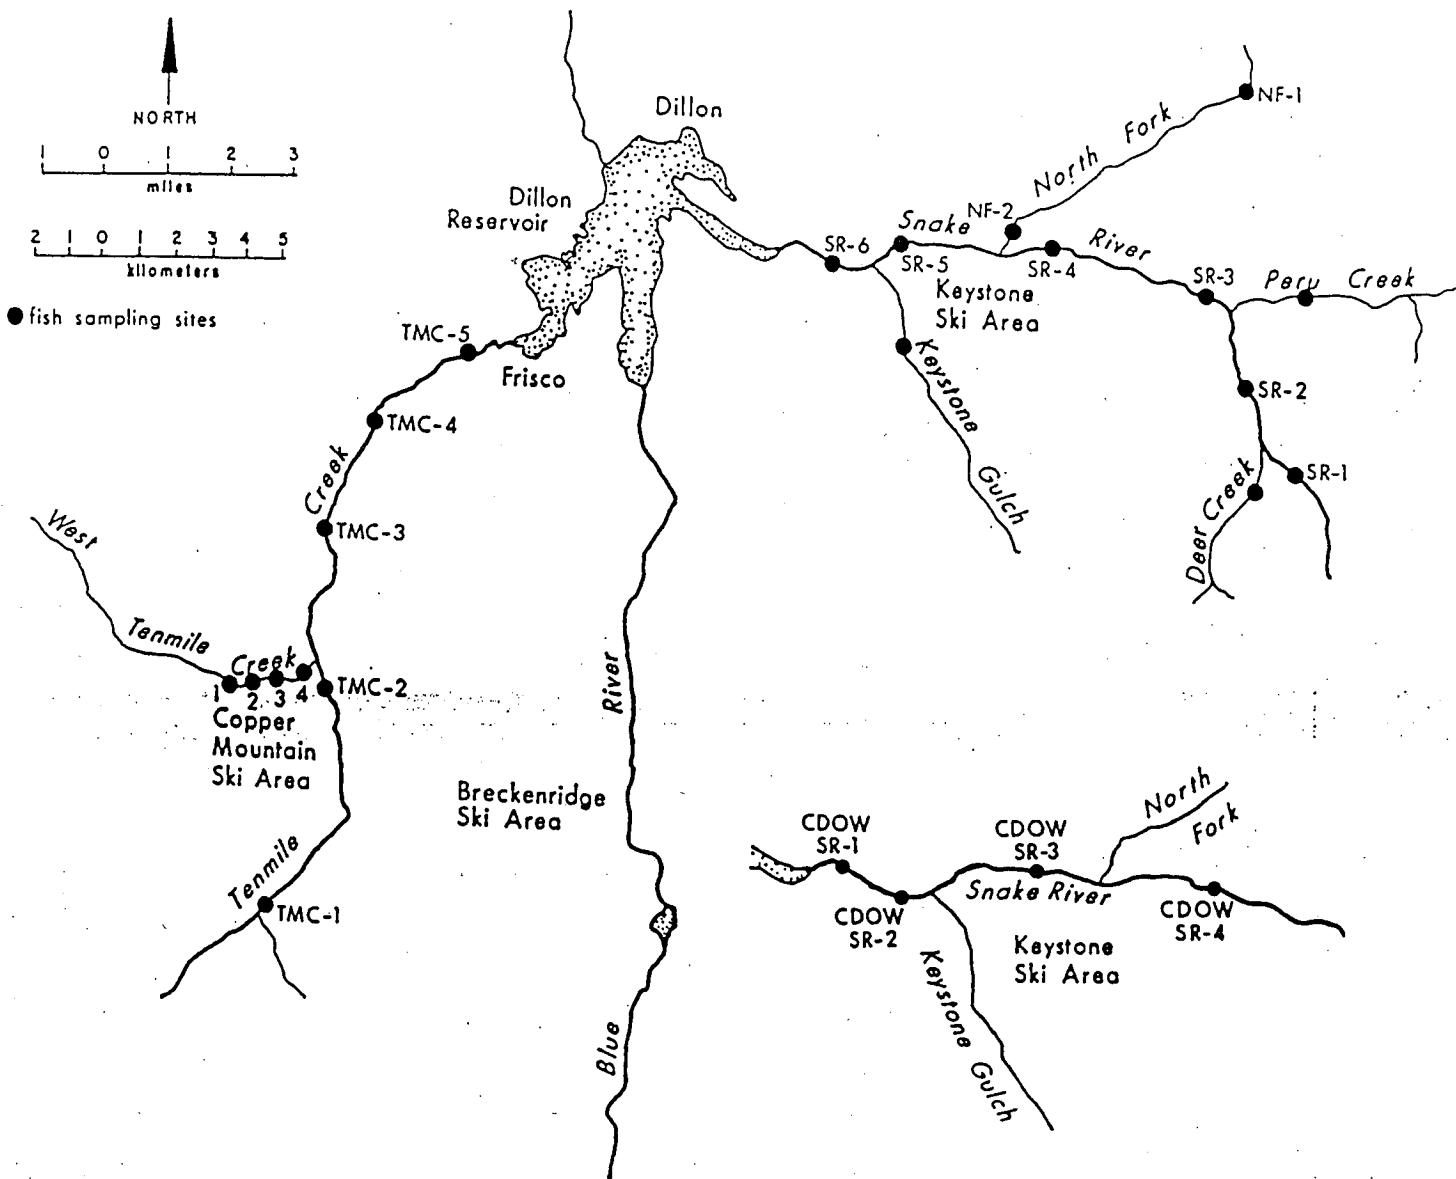 NORTH
1 0 1 2 3
miles
2 1 0 1 2 3 4 5
kilometers
fish sampling sites
Dillon
Dillon
Reservoir
Frisco
TMC-5
TMC-4
Creek
TMC-3
West
Tenmile
Creek
1 2 3 4
TMC-2
Copper
Mountain
Ski Area
Tenmile
TMC-1
Breckenridge
Ski Area
River
Blue
NF-1
North Fork
NF-2
Snake
River
SR-6
SR-5
SR-4
SR-3
Peru Creek
Keystone
Ski Area
Keystone
Gulch
SR-2
SR-1
Deer Creek
CDOW
SR-1
CDOW
SR-3
North
Fork
Snake River
CDOW
SR-2
CDOW
SR-4
Keystone
Ski Area
Keystone Gulch